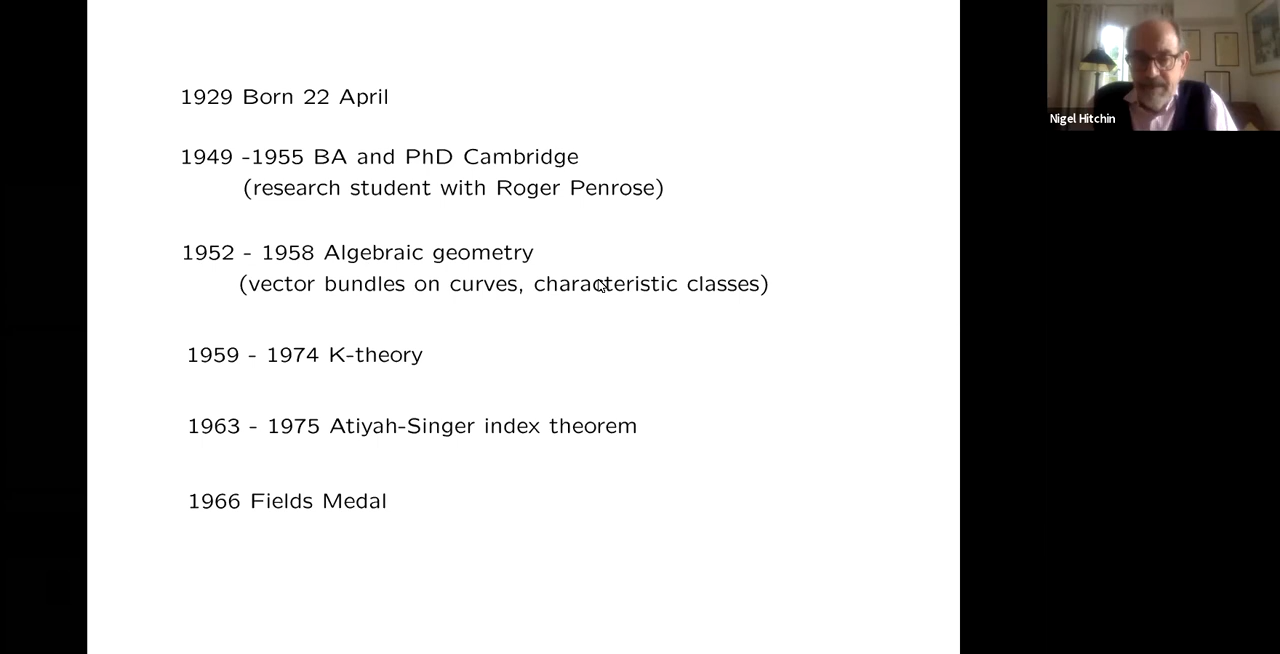 1929 Born 22 April
1949 -1955 BA and PhD Cambridge
(research student with Roger Penrose)
1952 - 1958 Algebraic geometry
(vector bundles on curves, characteristic classes)
1959 - 1974 K-theory
1963 - 1975 Atiyah-Singer index theorem
1966 Fields Medal
Nigel Hitchin